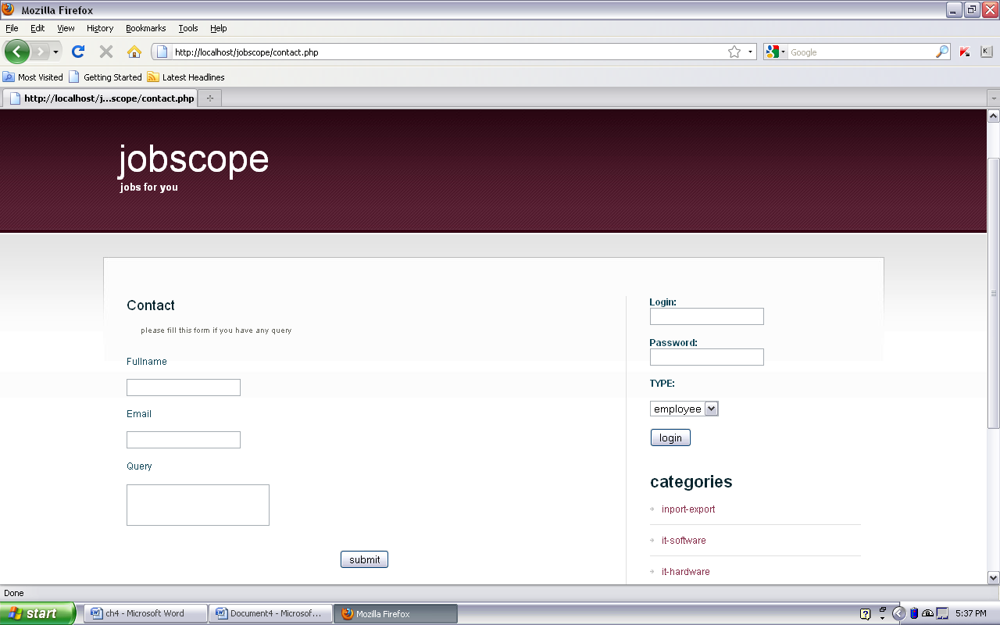 Mozilla Firefox
File Edit View History Bookmarks Tools Help
http://localhost/jobscope/contact.php
Google
K
Most Visited Getting Started Latest Headlines
http://localhost/j...scope/contact.php
jobscope
jobs for you
Contact
please fill this form if you have any query
Fullname
Email
Query
submit
Login:
Password:
TYPE:
employee
login
categories
inport-export
it-software
it-hardware
Done
start ch4 - Microsoft Word Document4 - Microsof... Mozilla Firefox 5:37 PM